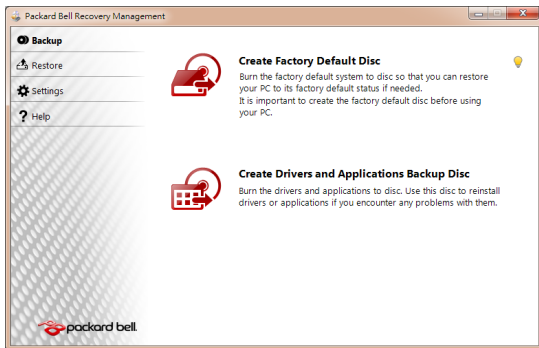 Packard Bell Recovery Management
Backup
Restore
Settings
Help
Create Factory Default Disc
Burn the factory default system to disc so that you can restore
your PC to its factory default status if needed.
It is important to create the factory default disc before using
your PC.
Create Drivers and Applications Backup Disc
Burn the drivers and applications to disc. Use this disc to reinstall
drivers or applications if you encounter any problems with them.
packard bell.